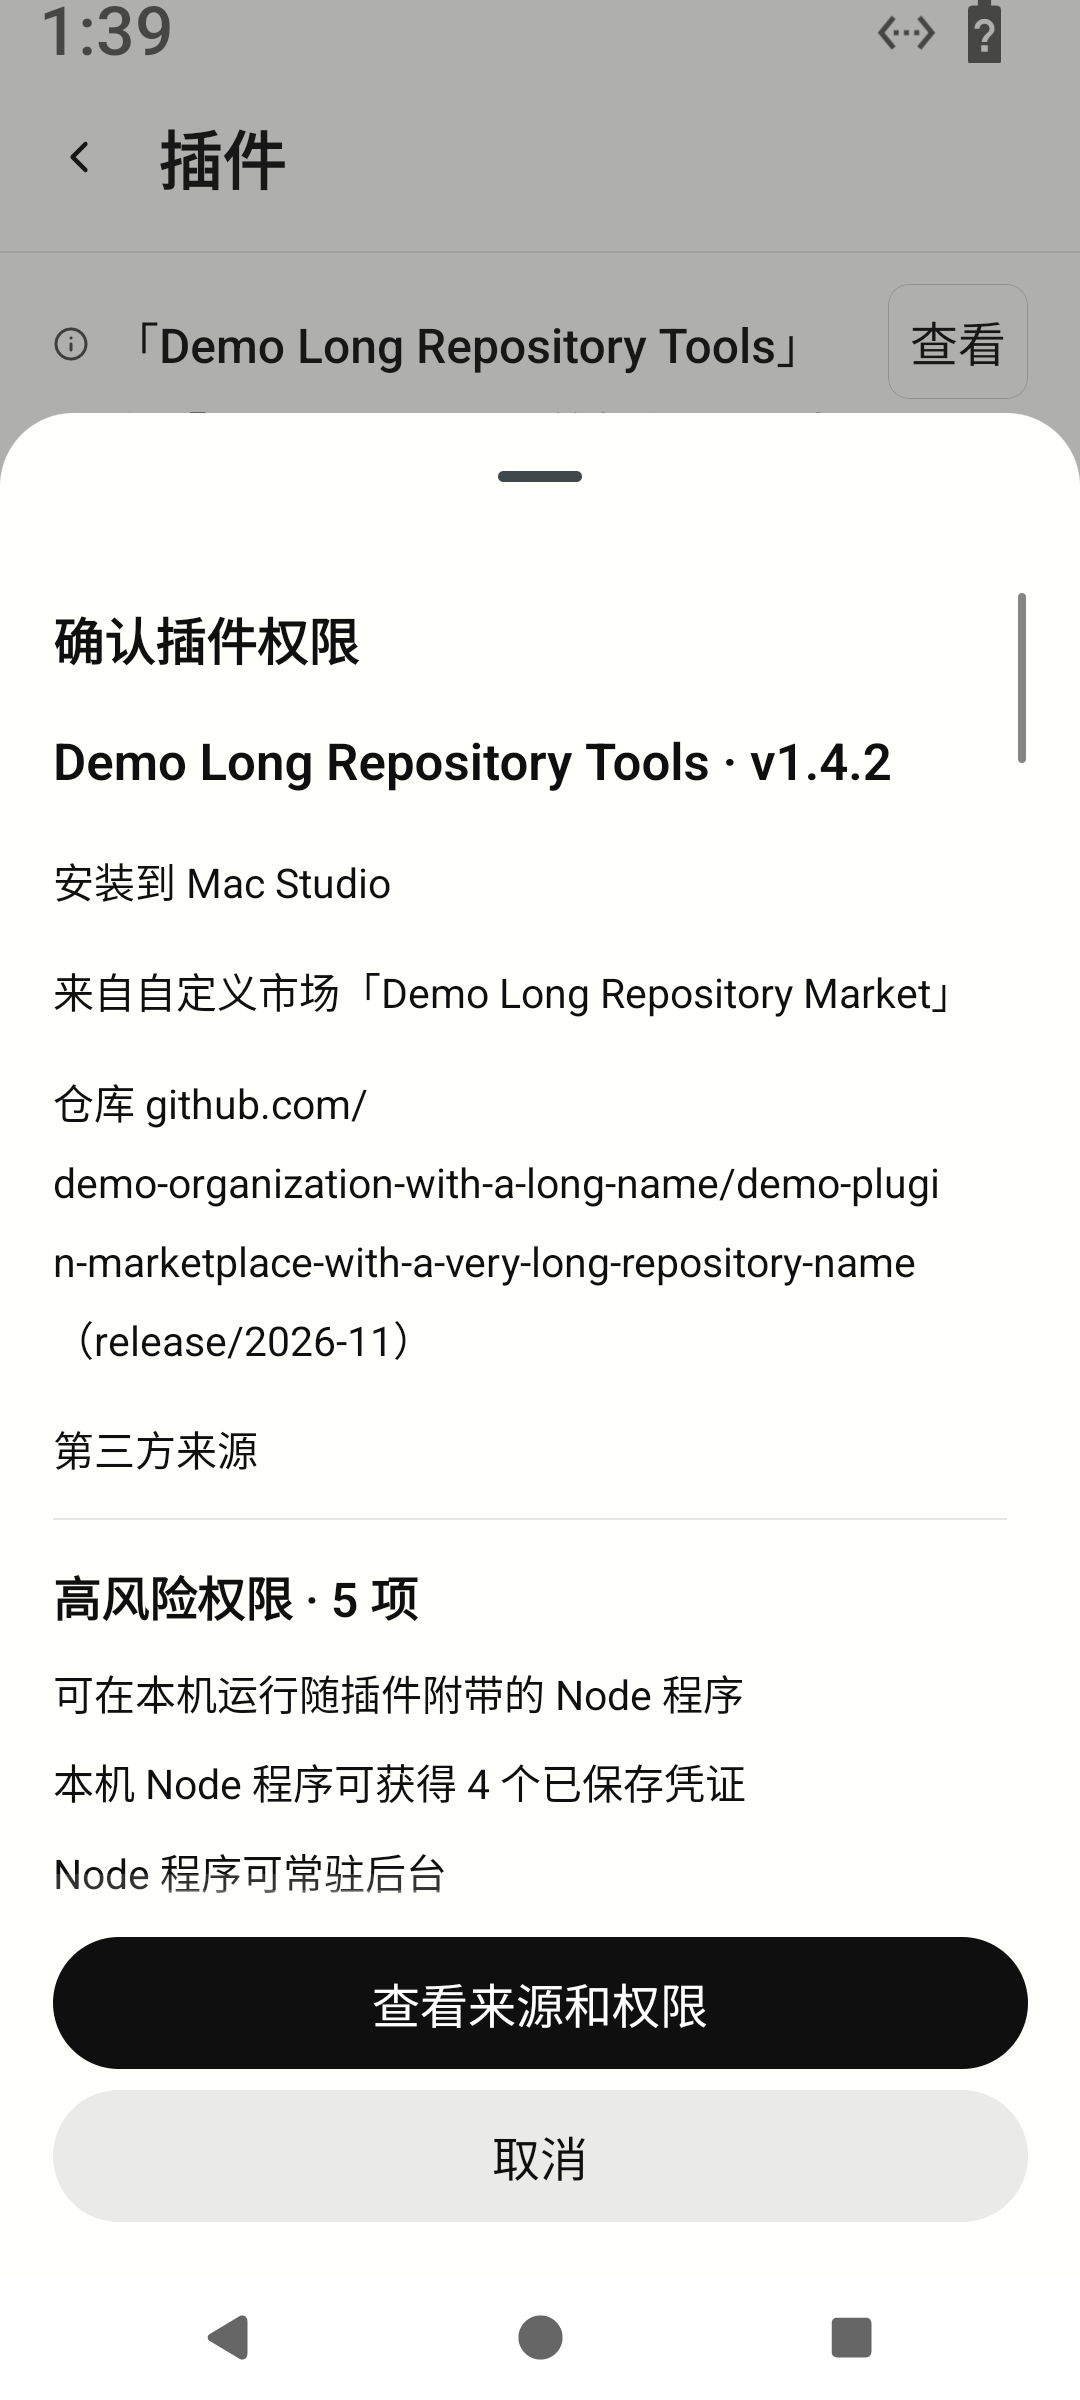 1:39
插件
「Demo Long Repository Tools」
查看
确认插件权限
Demo Long Repository Tools · v1.4.2
安装到 Mac Studio
来自自定义市场「Demo Long Repository Market」
仓库 github.com/
demo-organization-with-a-long-name/demo-plugi
n-marketplace-with-a-very-long-repository-name
（release/2026-11）
第三方来源
高风险权限 · 5 项
可在本机运行随插件附带的 Node 程序
本机 Node 程序可获得 4 个已保存凭证
Node 程序可常驻后台
查看来源和权限
取消